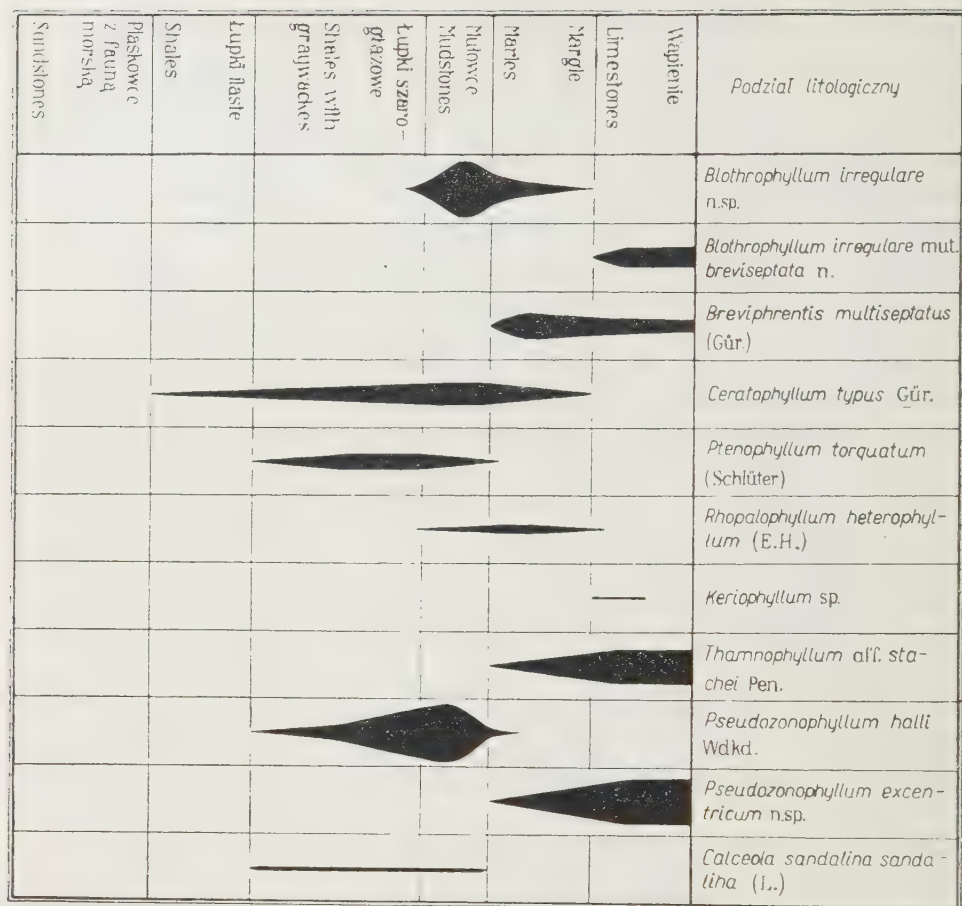 Sandstones
Piaskowce
z fauną
morską
Shales
Łupki ilaste
Shales with
graywackes
Łupki szaro-
głazowe
Mudstones
Mułowce
Marles
Margle
Limestones
Wapienie
Podział litologiczny
Blothrophyllum irregulare
n.sp.
Blothrophyllum irregulare mut.
breviseptata n.
Breviphrentis multiseptatus
(Gür.)
Ceratophyllum typus Gür.
Ptenophyllum torquatum
(Schlüter)
Rhopalophyllum heterophyl-
lum (E.H.)
Keriophyllum sp.
Thamnophyllum aff. sta-
chei Pen.
Pseudozonophyllum halli
Wdkd.
Pseudozonophyllum excen-
tricum n.sp.
Calceola sandalina sanda-
lina (L.)